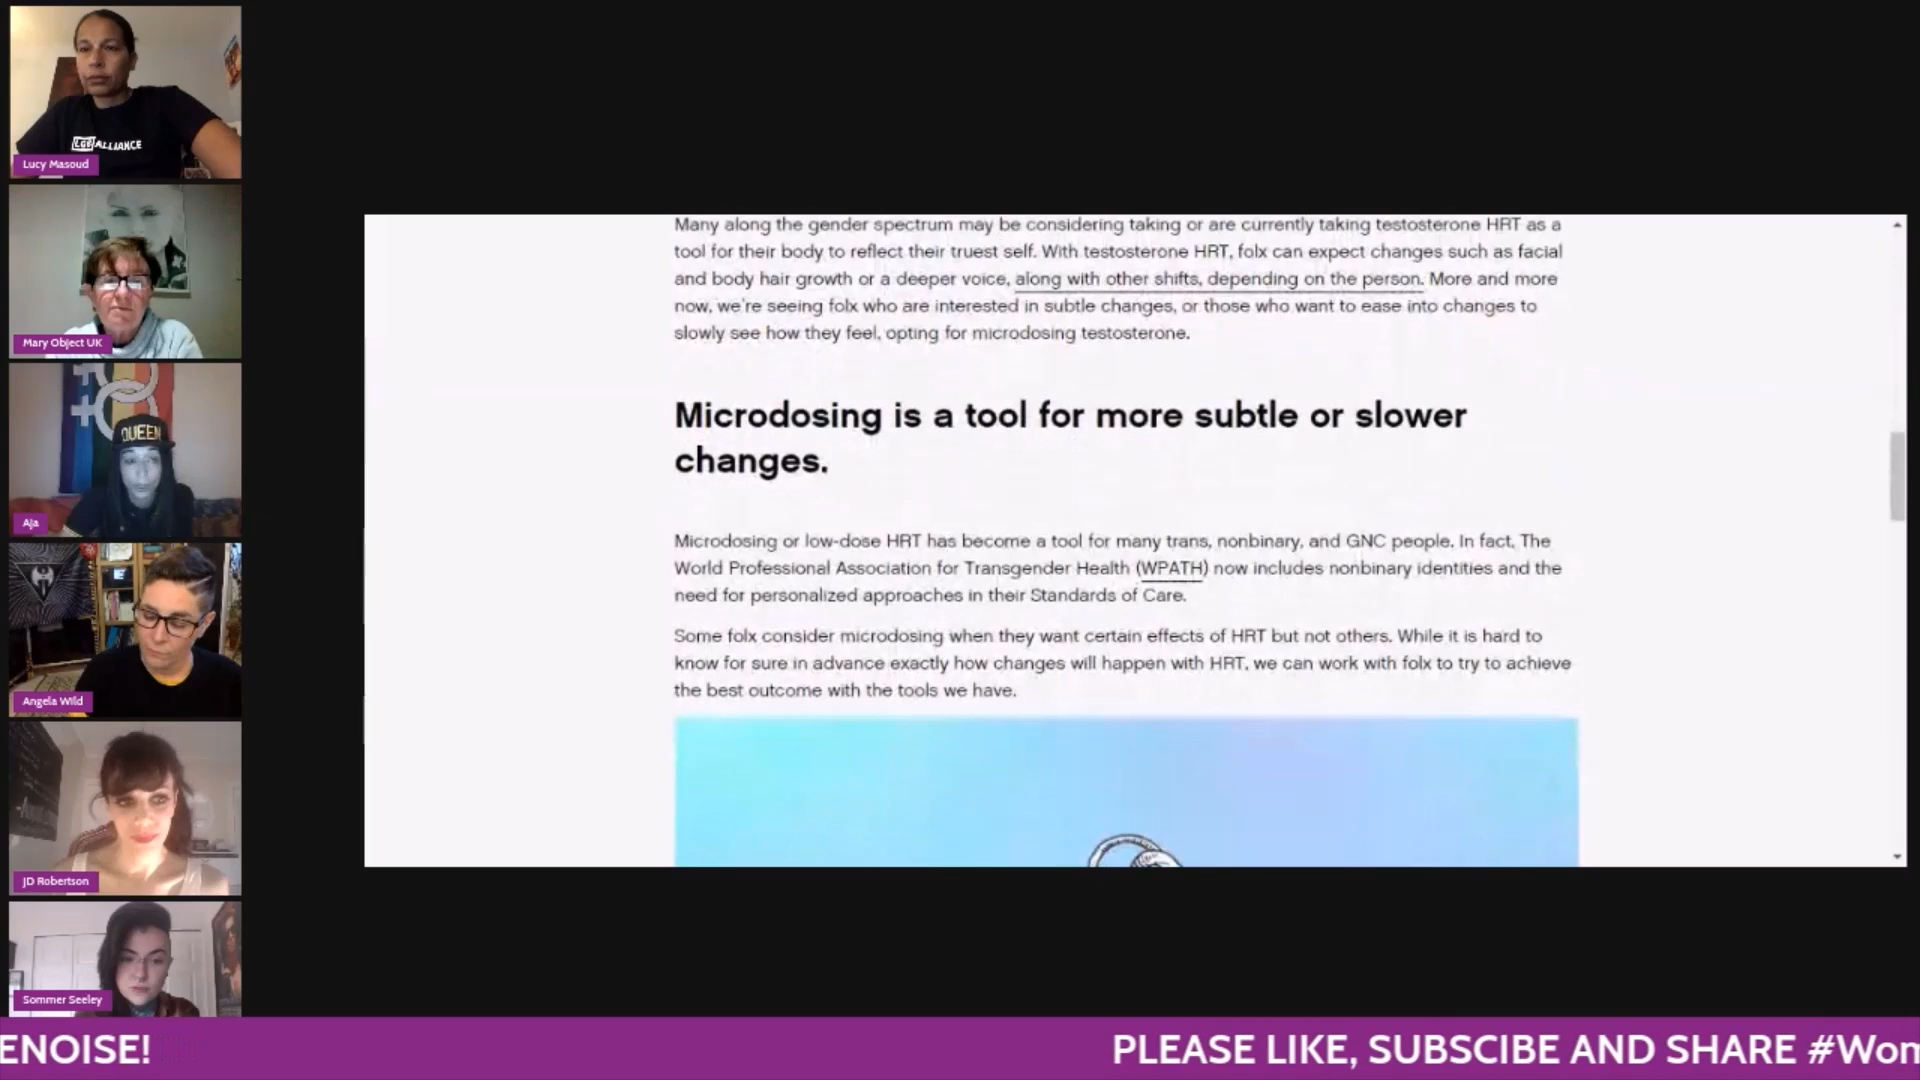 LGB ALLIANCE
Lucy Masoud
Mary Object UK
QUEEN
Aja
Angela Wild
JD Robertson
Sommer Seeley
Many along the gender spectrum may be considering taking or are currently taking testosterone HRT as a
tool for their body to reflect their truest self. With testosterone HRT, folx can expect changes such as facial
and body hair growth or a deeper voice, along with other shifts, depending on the person. More and more
now, we're seeing folx who are interested in subtle changes, or those who want to ease into changes to
slowly see how they feel, opting for microdosing testosterone.
Microdosing is a tool for more subtle or slower
changes.
Microdosing or low-dose HRT has become a tool for many trans, nonbinary, and GNC people. In fact, The
World Professional Association for Transgender Health (WPATH) now includes nonbinary identities and the
need for personalized approaches in their Standards of Care.
Some folx consider microdosing when they want certain effects of HRT but not others. While it is hard to
know for sure in advance exactly how changes will happen with HRT, we can work with folx to try to achieve
the best outcome with the tools we have.
ENOISE! PLEASE LIKE, SUBSCIBE AND SHARE #Wom